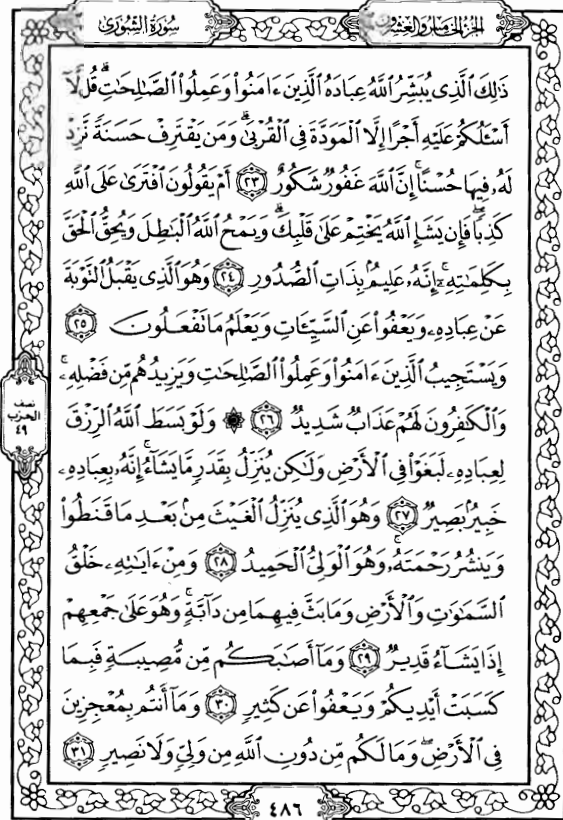 سُورَةُ الشُّورَىٰ
الجزء الخامس والعشرون
ذَٰلِكَ ٱلَّذِى يُبَشِّرُ ٱللَّهُ عِبَادَهُ ٱلَّذِينَ ءَامَنُوا۟ وَعَمِلُوا۟ ٱلصَّٰلِحَٰتِ ۗ قُل لَّآ
أَسْـَٔلُكُمْ عَلَيْهِ أَجْرًا إِلَّا ٱلْمَوَدَّةَ فِى ٱلْقُرْبَىٰ ۗ وَمَن يَقْتَرِفْ حَسَنَةً نَّزِدْ
لَهُۥ فِيهَا حُسْنًا ۚ إِنَّ ٱللَّهَ غَفُورٌ شَكُورٌ ٢٣ أَمْ يَقُولُونَ ٱفْتَرَىٰ عَلَى ٱللَّهِ
كَذِبًا ۖ فَإِن يَشَإِ ٱللَّهُ يَخْتِمْ عَلَىٰ قَلْبِكَ ۗ وَيَمْحُ ٱللَّهُ ٱلْبَٰطِلَ وَيُحِقُّ ٱلْحَقَّ
بِكَلِمَٰتِهِۦٓ ۚ إِنَّهُۥ عَلِيمٌۢ بِذَاتِ ٱلصُّدُورِ ٢٤ وَهُوَ ٱلَّذِى يَقْبَلُ ٱلتَّوْبَةَ
عَنْ عِبَادِهِۦ وَيَعْفُوا۟ عَنِ ٱلسَّيِّـَٔاتِ وَيَعْلَمُ مَا تَفْعَلُونَ ٢٥
وَيَسْتَجِيبُ ٱلَّذِينَ ءَامَنُوا۟ وَعَمِلُوا۟ ٱلصَّٰلِحَٰتِ وَيَزِيدُهُم مِّن فَضْلِهِۦ ۚ
وَٱلْكَٰفِرُونَ لَهُمْ عَذَابٌ شَدِيدٌ ٢٦ ۞ وَلَوْ بَسَطَ ٱللَّهُ ٱلرِّزْقَ
لِعِبَادِهِۦ لَبَغَوْا۟ فِى ٱلْأَرْضِ وَلَٰكِن يُنَزِّلُ بِقَدَرٍ مَّا يَشَآءُ ۚ إِنَّهُۥ بِعِبَادِهِۦ
خَبِيرٌۢ بَصِيرٌ ٢٧ وَهُوَ ٱلَّذِى يُنَزِّلُ ٱلْغَيْثَ مِنۢ بَعْدِ مَا قَنَطُوا۟
وَيَنشُرُ رَحْمَتَهُۥ ۚ وَهُوَ ٱلْوَلِىُّ ٱلْحَمِيدُ ٢٨ وَمِنْ ءَايَٰتِهِۦ خَلْقُ
ٱلسَّمَٰوَٰتِ وَٱلْأَرْضِ وَمَا بَثَّ فِيهِمَا مِن دَآبَّةٍ ۚ وَهُوَ عَلَىٰ جَمْعِهِمْ
إِذَا يَشَآءُ قَدِيرٌ ٢٩ وَمَآ أَصَٰبَكُم مِّن مُّصِيبَةٍ فَبِمَا
كَسَبَتْ أَيْدِيكُمْ وَيَعْفُوا۟ عَن كَثِيرٍ ٣٠ وَمَآ أَنتُم بِمُعْجِزِينَ
فِى ٱلْأَرْضِ ۖ وَمَا لَكُم مِّن دُونِ ٱللَّهِ مِن وَلِىٍّ وَلَا نَصِيرٍ ٣١
نصف
الحزب
٤٩
٤٨٦